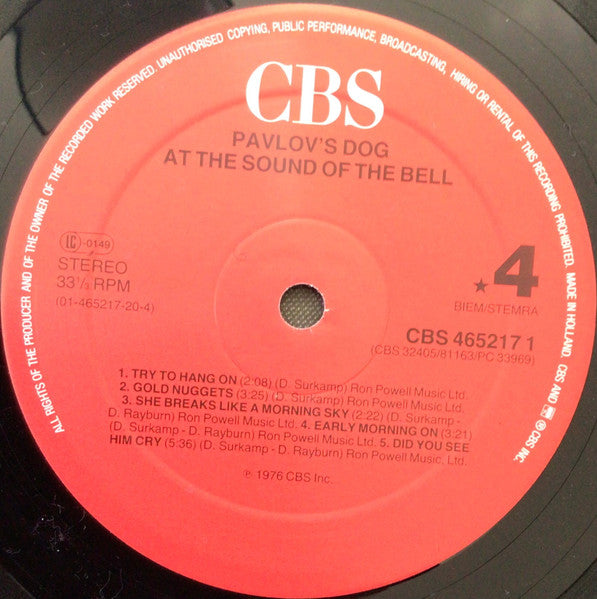 ALL RIGHTS OF THE PRODUCER AND OF THE OWNER OF THE RECORDED WORK RESERVED. UNAUTHORISED COPYING, PUBLIC PERFORMANCE, BROADCASTING, HIRING OR RENTAL OF THIS RECORDING PROHIBITED. MADE IN HOLLAND. CBS AND ℗ CBS INC.
CBS
PAVLOV'S DOG
AT THE SOUND OF THE BELL
LC -0149
STEREO
33⅓ RPM
(01-465217-20-4)
★4
BIEM/STEMRA
CBS 465217 1
(CBS 32405/81163/PC 33969)
1. TRY TO HANG ON (2:08) (D. Surkamp) Ron Powell Music Ltd.
2. GOLD NUGGETS (3:25) (D. Surkamp) Ron Powell Music Ltd.
3. SHE BREAKS LIKE A MORNING SKY (2:22) (D. Surkamp -
D. Rayburn) Ron Powell Music Ltd. 4. EARLY MORNING ON (3:21)
(D. Surkamp - D. Rayburn) Ron Powell Music Ltd. 5. DID YOU SEE
HIM CRY (5:36) (D. Surkamp - D. Rayburn) Ron Powell Music. Ltd.
℗ 1976 CBS Inc.